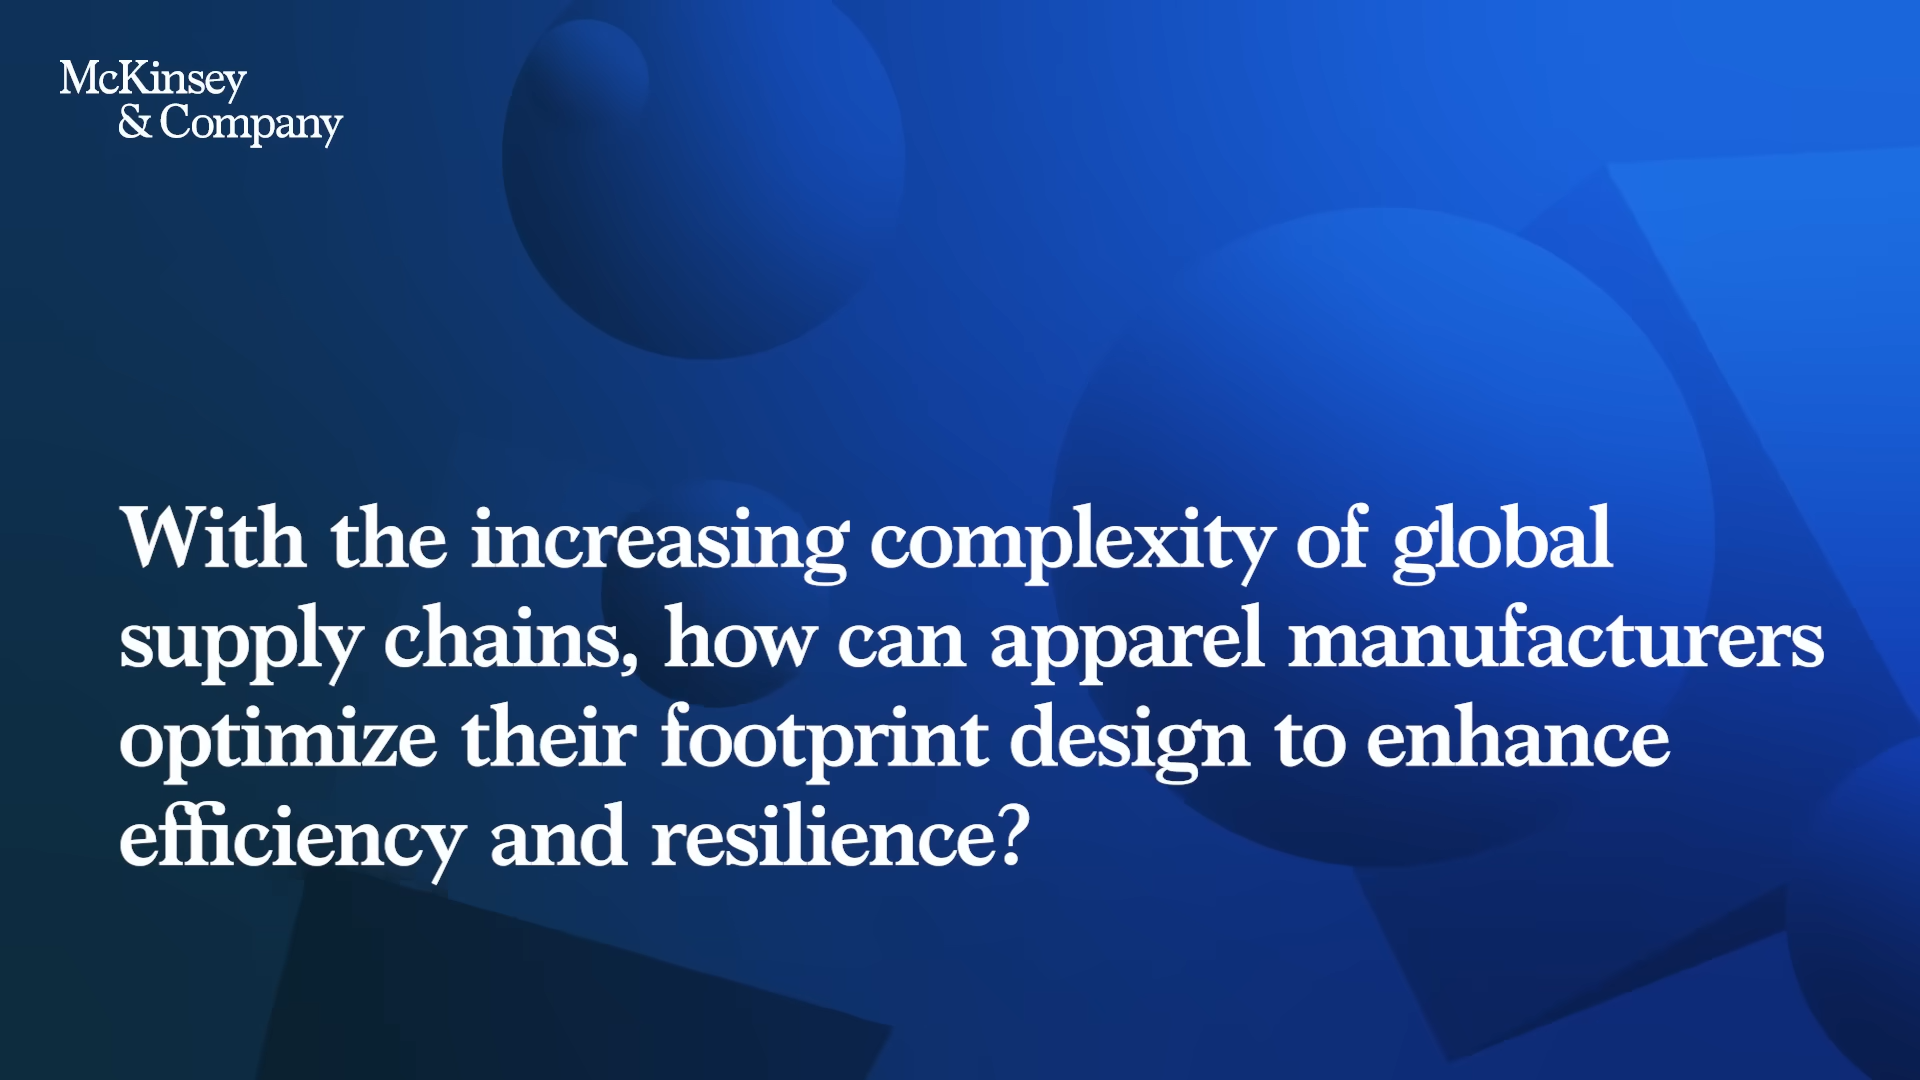 McKinsey
& Company
With the increasing complexity of global
supply chains, how can apparel manufacturers
optimize their footprint design to enhance
efficiency and resilience?